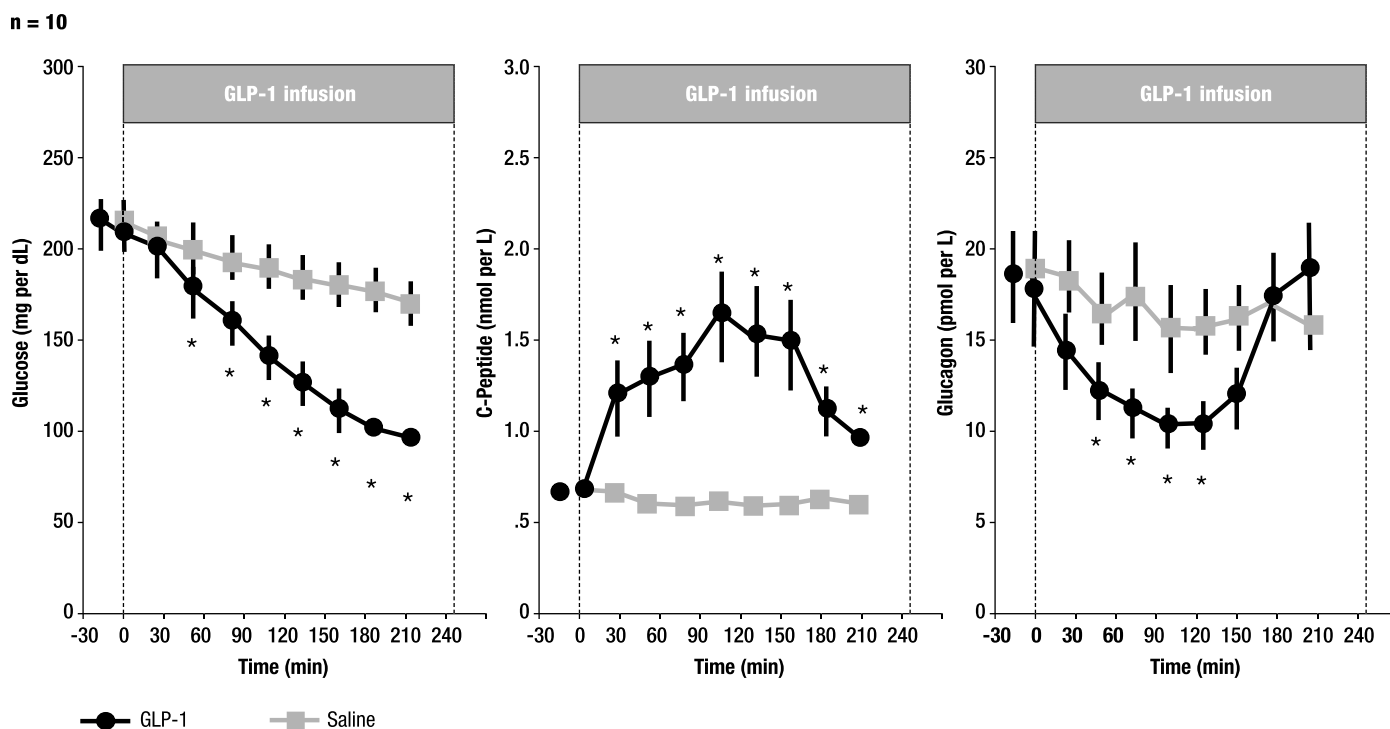 n = 10
GLP-1 infusion
Glucose (mg per dL)
300
250
200
150
100
50
0
-30 0 30 60 90 120 150 180 210 240
Time (min)
* * * * * * *
GLP-1 infusion
C-Peptide (nmol per L)
3.0
2.5
2.0
1.5
1.0
.5
0
-30 0 30 60 90 120 150 180 210 240
Time (min)
* * * * * * * *
GLP-1 infusion
Glucagon (pmol per L)
30
25
20
15
10
5
0
-30 0 30 60 90 120 150 180 210 240
Time (min)
* * * *
GLP-1
Saline